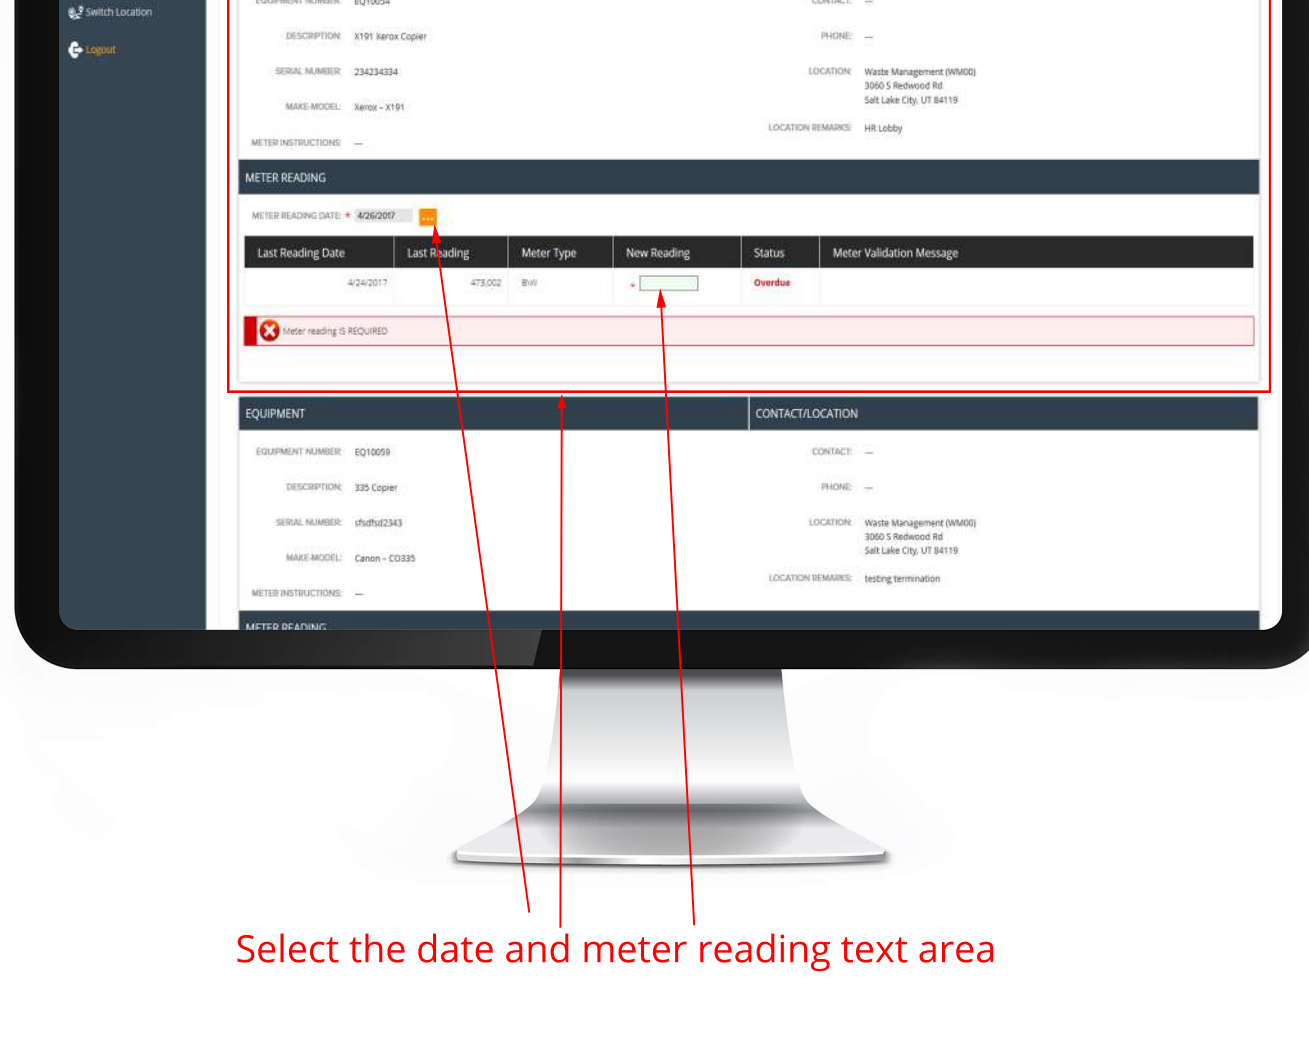 Switch Location
Logout
EQUIPMENT NUMBER: EQ10054
CONTACT: —
DESCRIPTION: X191 Xerox Copier
PHONE: —
SERIAL NUMBER: 234234334
LOCATION: Waste Management (WM00)
3060 S Redwood Rd
Salt Lake City, UT 84119
MAKE-MODEL: Xerox – X191
LOCATION REMARKS: HR Lobby
METER INSTRUCTIONS: —
METER READING
METER READING DATE: * 4/26/2017 ...
Last Reading Date Last Reading Meter Type New Reading Status Meter Validation Message
4/24/2017 473,002 B\W * Overdue
Meter reading IS REQUIRED
EQUIPMENT CONTACT/LOCATION
EQUIPMENT NUMBER: EQ10059
CONTACT: —
DESCRIPTION: 335 Copier
PHONE: —
SERIAL NUMBER: sfsdfsd2343
LOCATION: Waste Management (WM00)
3060 S Redwood Rd
Salt Lake City, UT 84119
MAKE-MODEL: Canon – CO335
LOCATION REMARKS: testing termination
METER INSTRUCTIONS: —
METER READING
Select the date and meter reading text area